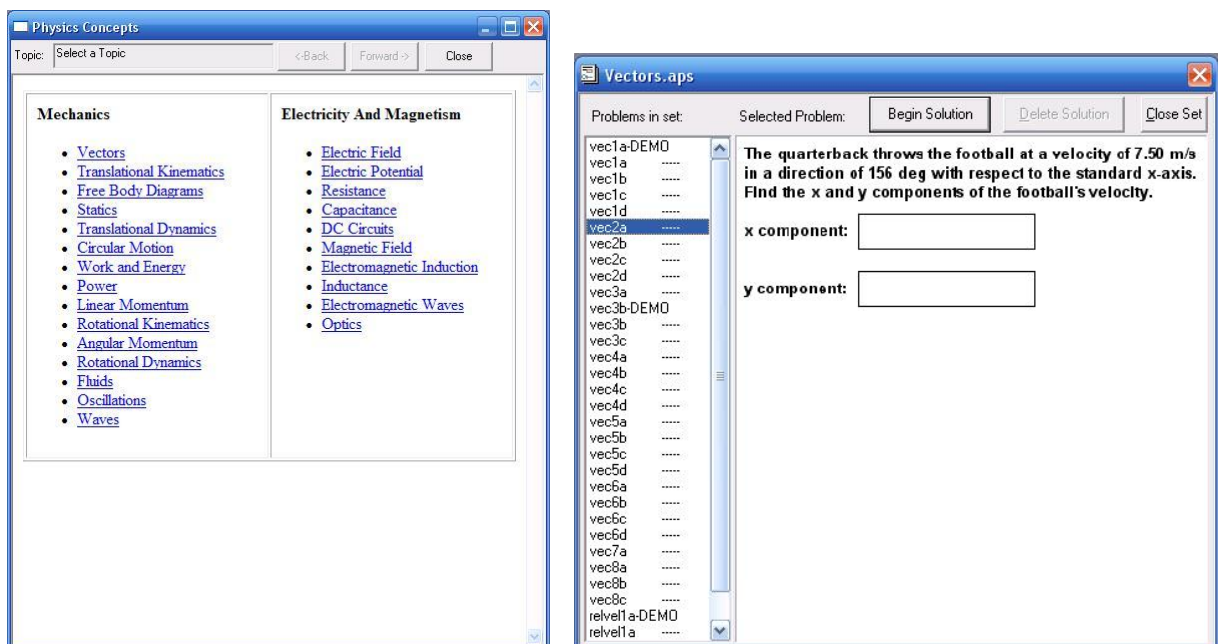 Physics Concepts
Topic: Select a Topic <-Back Forward -> Close
Mechanics
Vectors
Translational Kinematics
Free Body Diagrams
Statics
Translational Dynamics
Circular Motion
Work and Energy
Power
Linear Momentum
Rotational Kinematics
Angular Momentum
Rotational Dynamics
Fluids
Oscillations
Waves
Electricity And Magnetism
Electric Field
Electric Potential
Resistance
Capacitance
DC Circuits
Magnetic Field
Electromagnetic Induction
Inductance
Electromagnetic Waves
Optics
Vectors.aps
Problems in set: Selected Problem: Begin Solution Delete Solution Close Set
vec1a-DEMO
vec1a -----
vec1b -----
vec1c -----
vec1d -----
vec2a -----
vec2b -----
vec2c -----
vec2d -----
vec3a -----
vec3b-DEMO
vec3b -----
vec3c -----
vec4a -----
vec4b -----
vec4c -----
vec4d -----
vec5a -----
vec5b -----
vec5c -----
vec5d -----
vec6a -----
vec6b -----
vec6c -----
vec6d -----
vec7a -----
vec8a -----
vec8b -----
vec8c -----
relvel1a-DEMO
relvel1a -----
The quarterback throws the football at a velocity of 7.50 m/s
in a direction of 156 deg with respect to the standard x-axis.
Find the x and y components of the football's velocity.
x component:
y component: